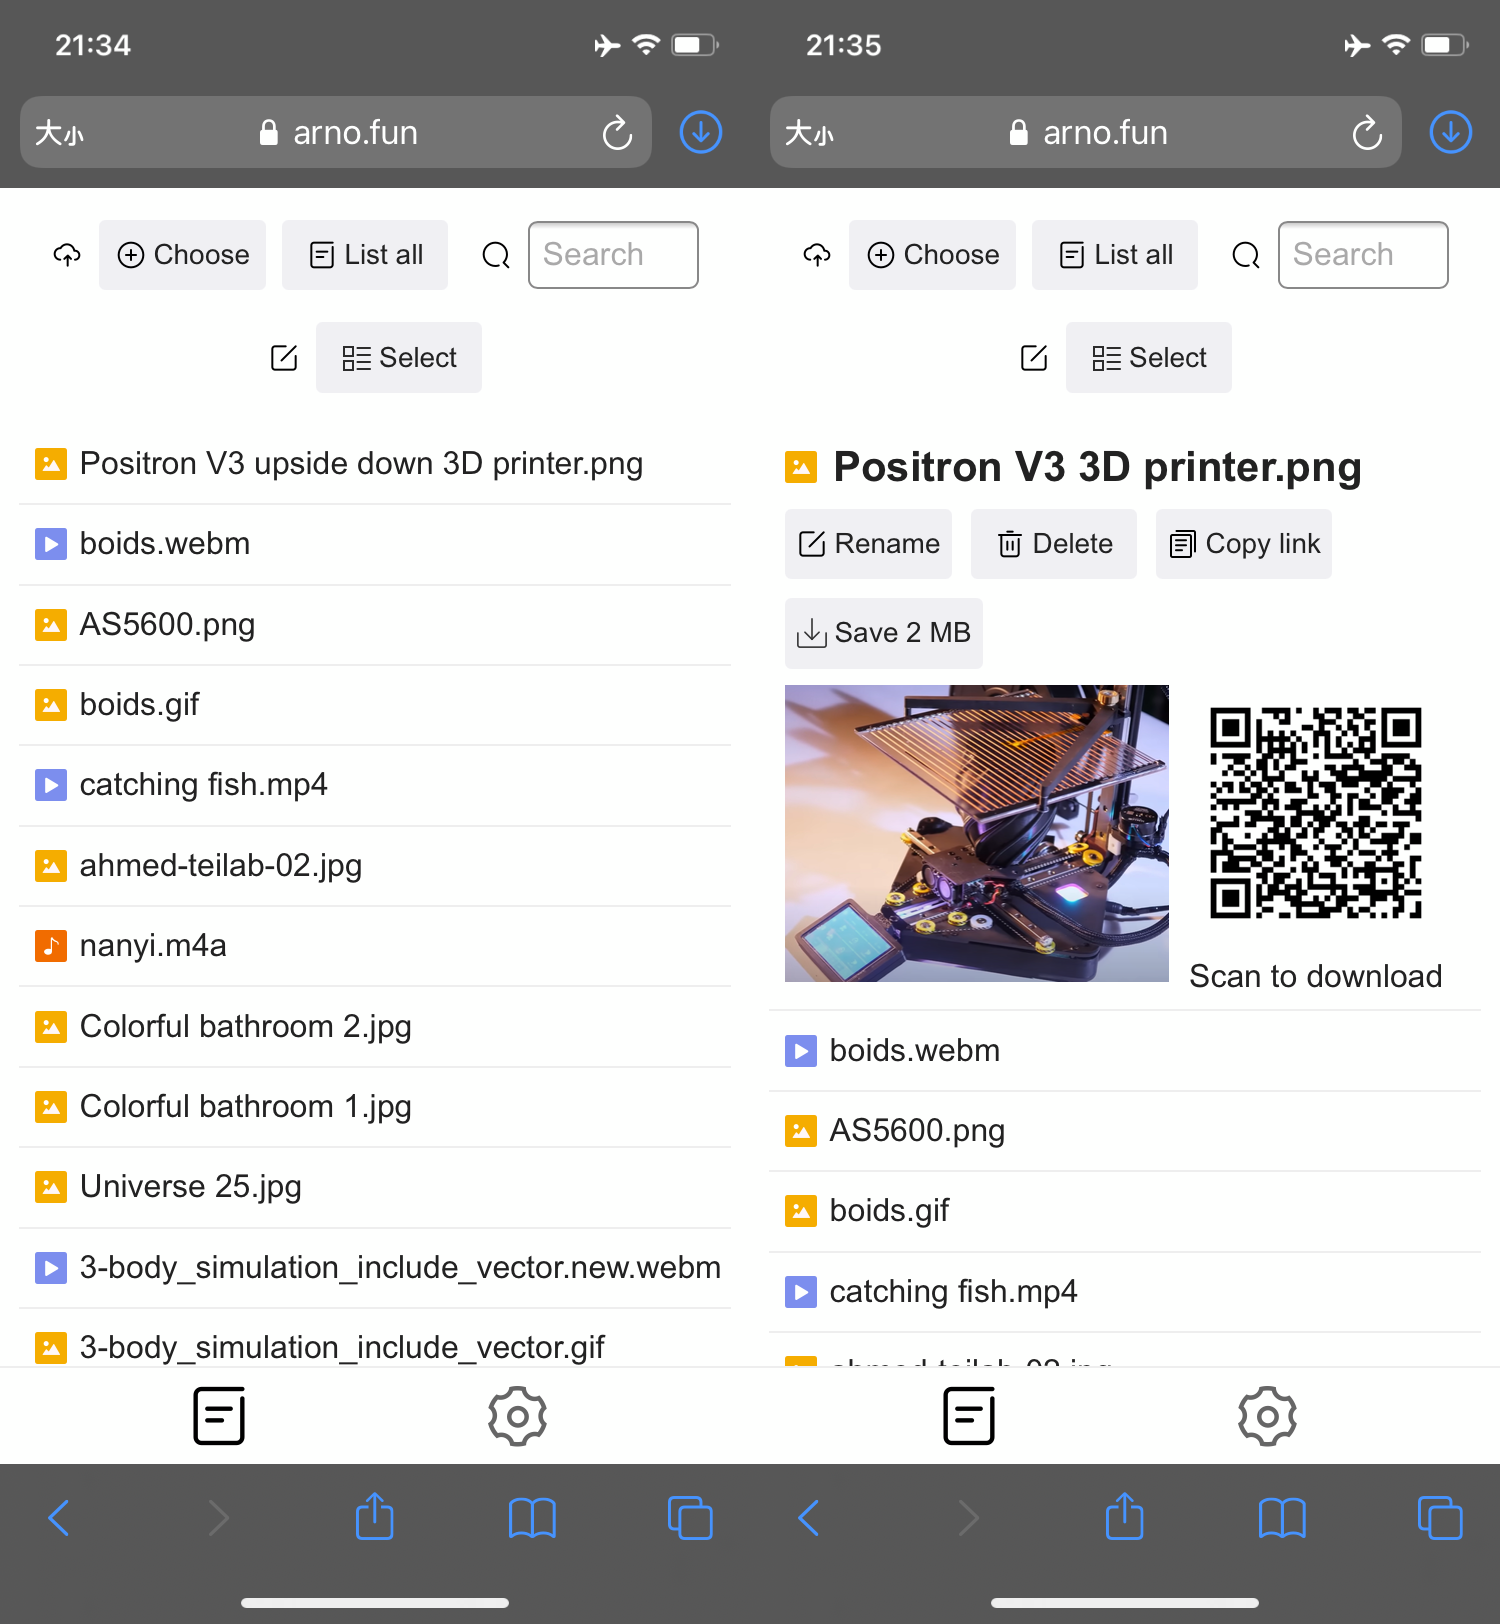 21:34
大小
arno.fun
Choose
List all
Search
Select
Positron V3 upside down 3D printer.png
boids.webm
AS5600.png
boids.gif
catching fish.mp4
ahmed-teilab-02.jpg
nanyi.m4a
Colorful bathroom 2.jpg
Colorful bathroom 1.jpg
Universe 25.jpg
3-body_simulation_include_vector.new.webm
3-body_simulation_include_vector.gif
21:35
大小
arno.fun
Choose
List all
Search
Select
Positron V3 3D printer.png
Rename
Delete
Copy link
Save 2 MB
Scan to download
boids.webm
AS5600.png
boids.gif
catching fish.mp4
ahmed-teilab-02.jpg